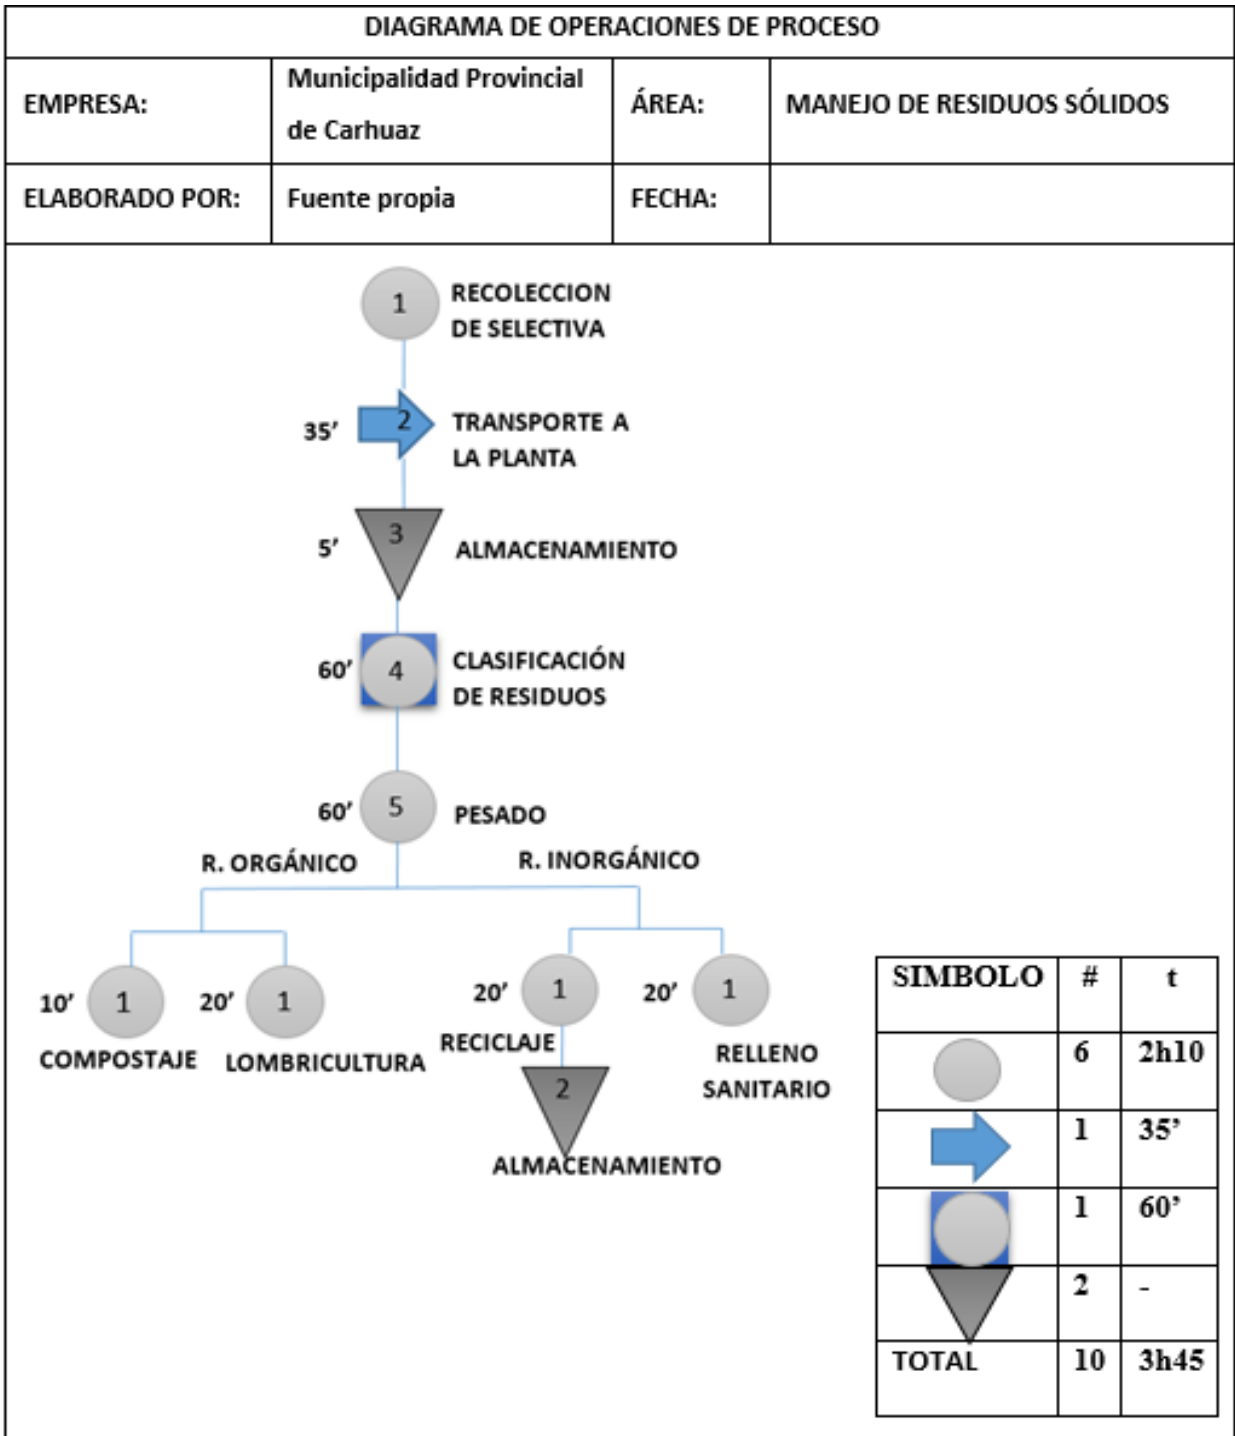 DIAGRAMA DE OPERACIONES DE PROCESO
EMPRESA:
Municipalidad Provincial
de Carhuaz
ÁREA:
MANEJO DE RESIDUOS SÓLIDOS
ELABORADO POR:
Fuente propia
FECHA:
1
RECOLECCION
DE SELECTIVA
35'
2
TRANSPORTE A
LA PLANTA
5'
3
ALMACENAMIENTO
60'
4
CLASIFICACIÓN
DE RESIDUOS
60'
5
PESADO
R. ORGÁNICO
R. INORGÁNICO
10'
1
COMPOSTAJE
20'
1
LOMBRICULTURA
20'
1
RECICLAJE
2
ALMACENAMIENTO
20'
1
RELLENO
SANITARIO
SIMBOLO # t
6 2h10
1 35'
1 60'
2 -
TOTAL 10 3h45